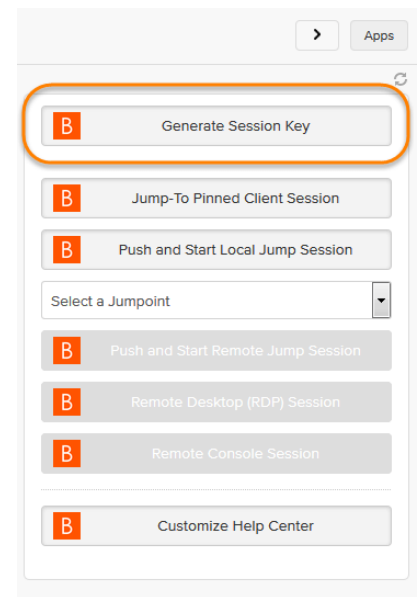 Apps
B Generate Session Key
B Jump-To Pinned Client Session
B Push and Start Local Jump Session
Select a Jumpoint
B Push and Start Remote Jump Session
B Remote Desktop (RDP) Session
B Remote Console Session
B Customize Help Center